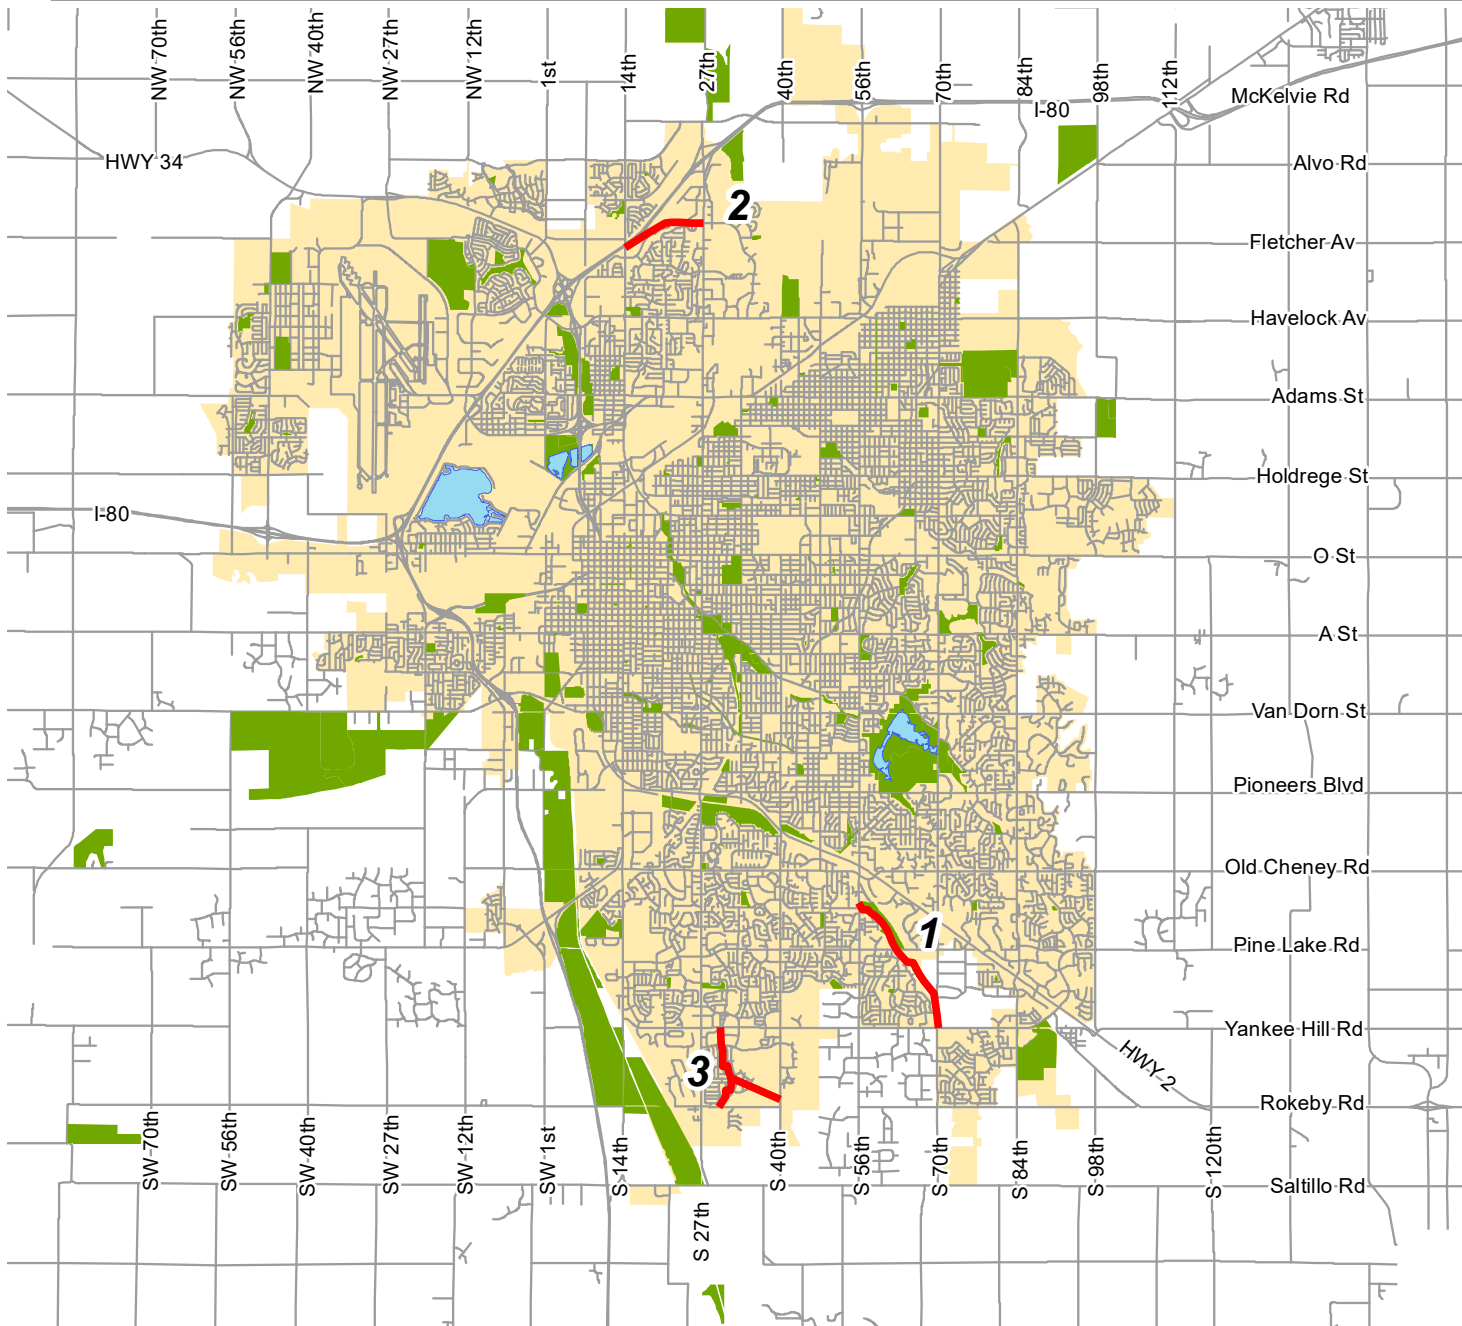 NW 70th
NW 56th
NW 40th
NW 27th
NW 12th
1st
14th
27th
40th
56th
70th
84th
98th
112th
McKelvie Rd
I-80
HWY 34
Alvo Rd
2
Fletcher Av
Havelock Av
Adams St
Holdrege St
I-80
O St
A St
Van Dorn St
Pioneers Blvd
Old Cheney Rd
1
Pine Lake Rd
Yankee Hill Rd
HWY 2
3
Rokeby Rd
SW 70th
SW 56th
SW 40th
SW 27th
SW 12th
SW 1st
S 14th
S 27th
S 40th
S 56th
S 70th
S 84th
S 98th
S 120th
Saltillo Rd